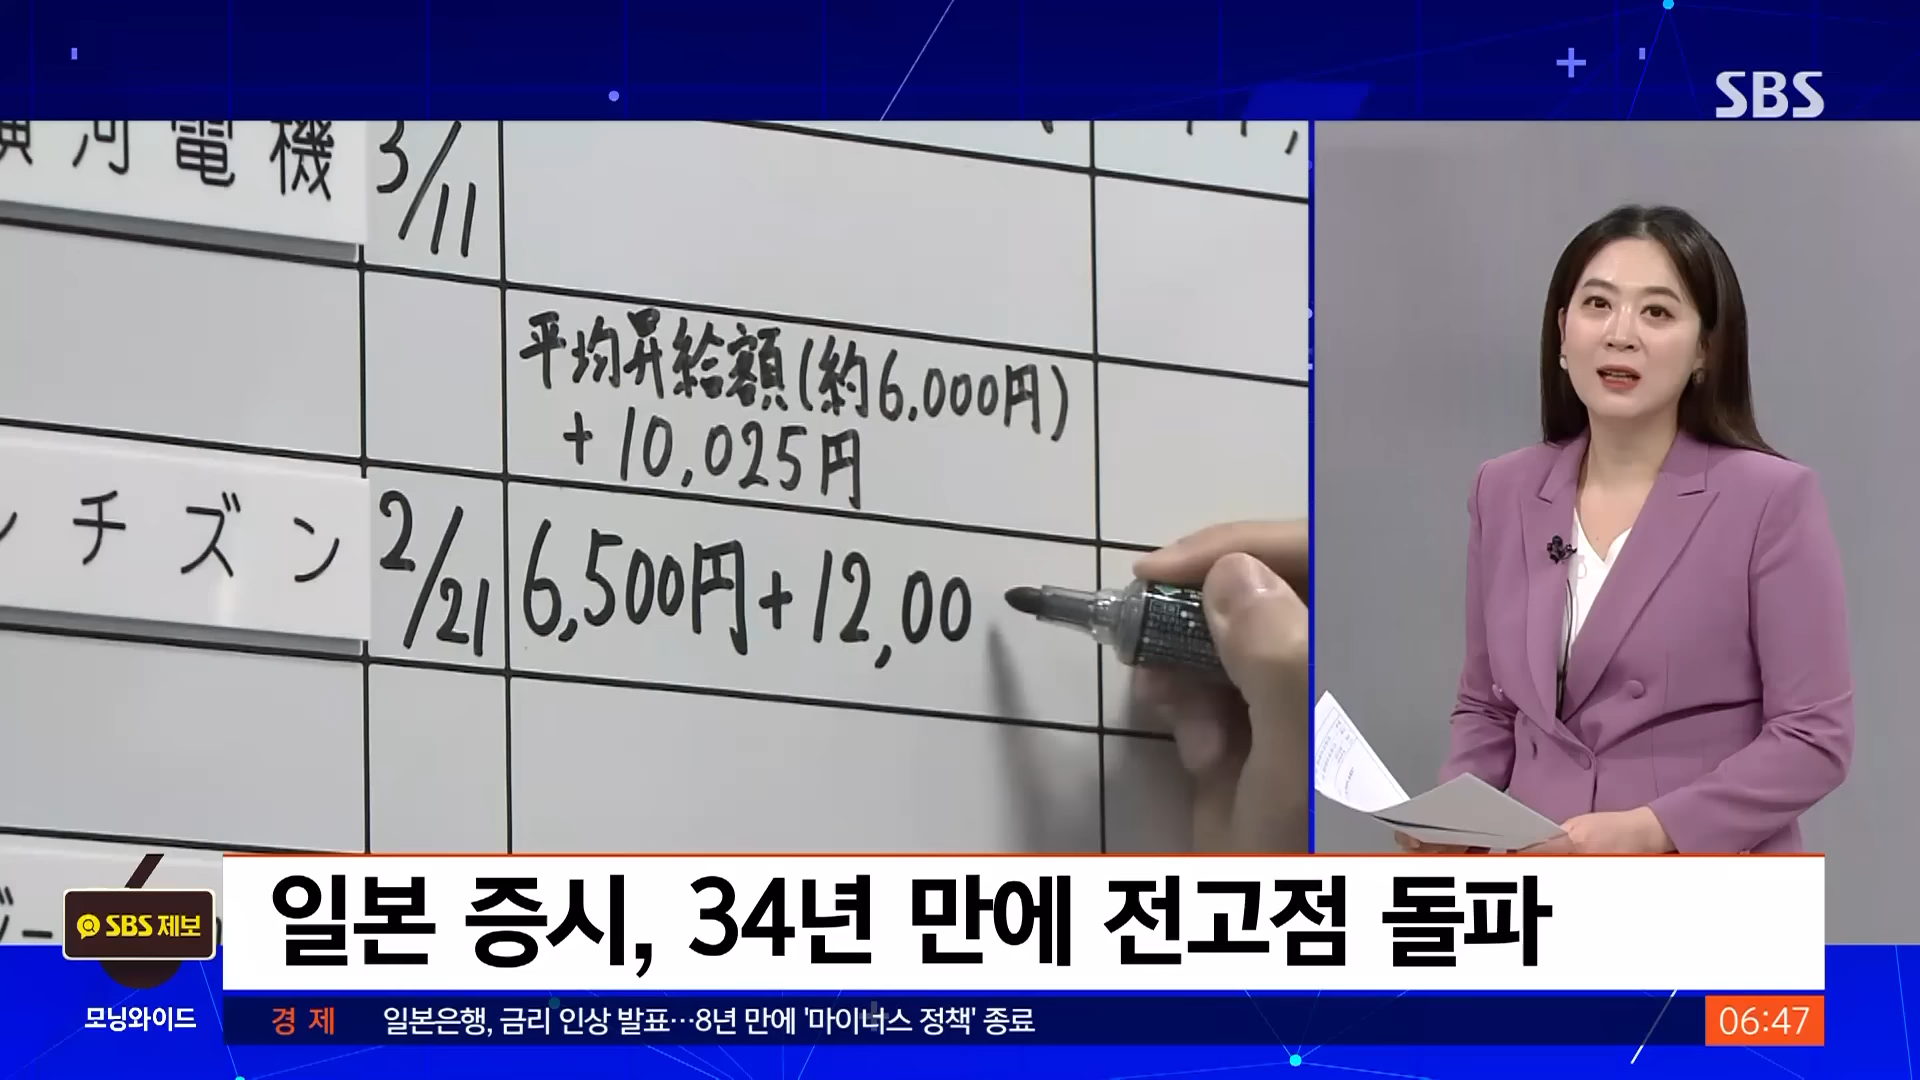 SBS
河電機
3/11
平均昇給額(約6,000円)
+10,025円
チズン
2/21
6,500円+12,00
SBS 제보
일본 증시, 34년 만에 전고점 돌파
모닝와이드
경제
일본은행, 금리 인상 발표…8년 만에 '마이너스 정책' 종료
06:47